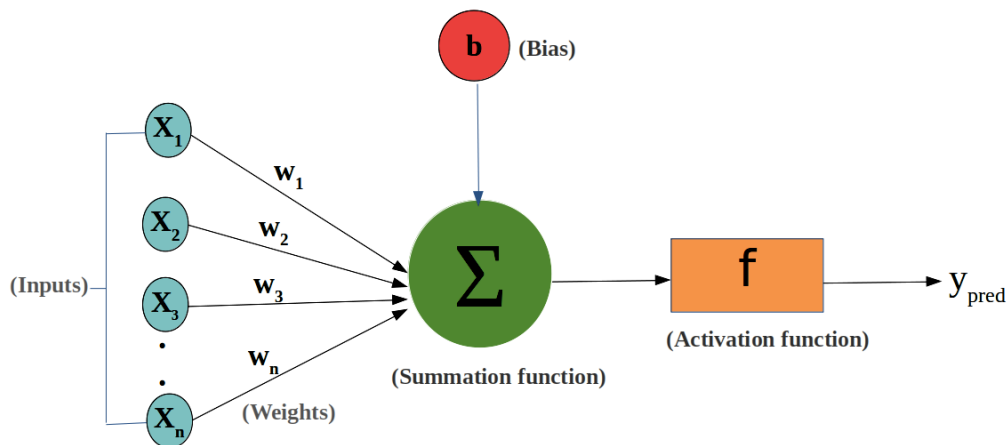 b (Bias)
X1
w1
X2
w2
(Inputs)
w3
X3
Σ
f
ypred
.
.
wn
(Activation function)
(Summation function)
Xn
(Weights)